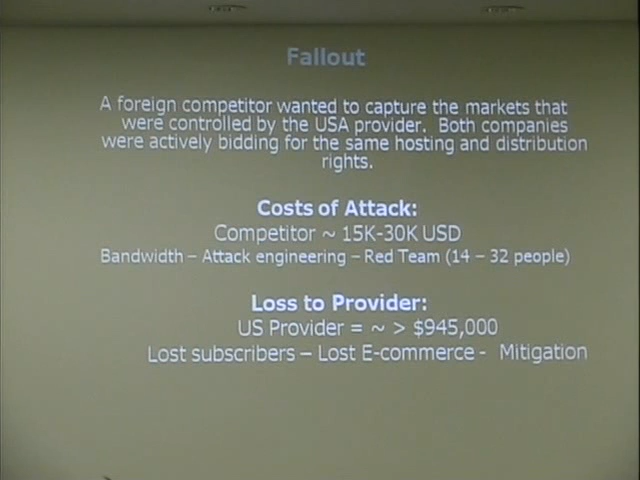 Fallout
A foreign competitor wanted to capture the markets that
were controlled by the USA provider. Both companies
were actively bidding for the same hosting and distribution
rights.
Costs of Attack:
Competitor ~ 15K-30K USD
Bandwidth – Attack engineering – Red Team (14 – 32 people)
Loss to Provider:
US Provider = ~ > $945,000
Lost subscribers – Lost E-commerce - Mitigation